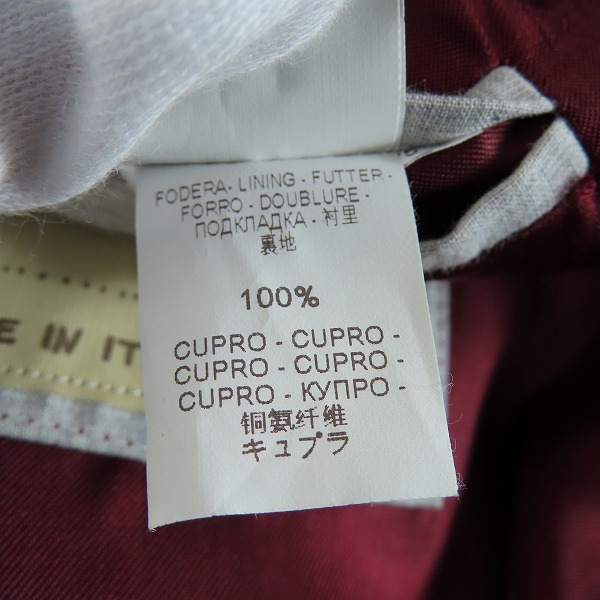 FODERA - LINING - FUTTER -
FORRO - DOUBLURE -
ПОДКЛАДКА - 衬里
裏地
100%
CUPRO - CUPRO -
CUPRO - CUPRO -
CUPRO - КУПРО -
铜氨纤维
キュプラ
E IN IT